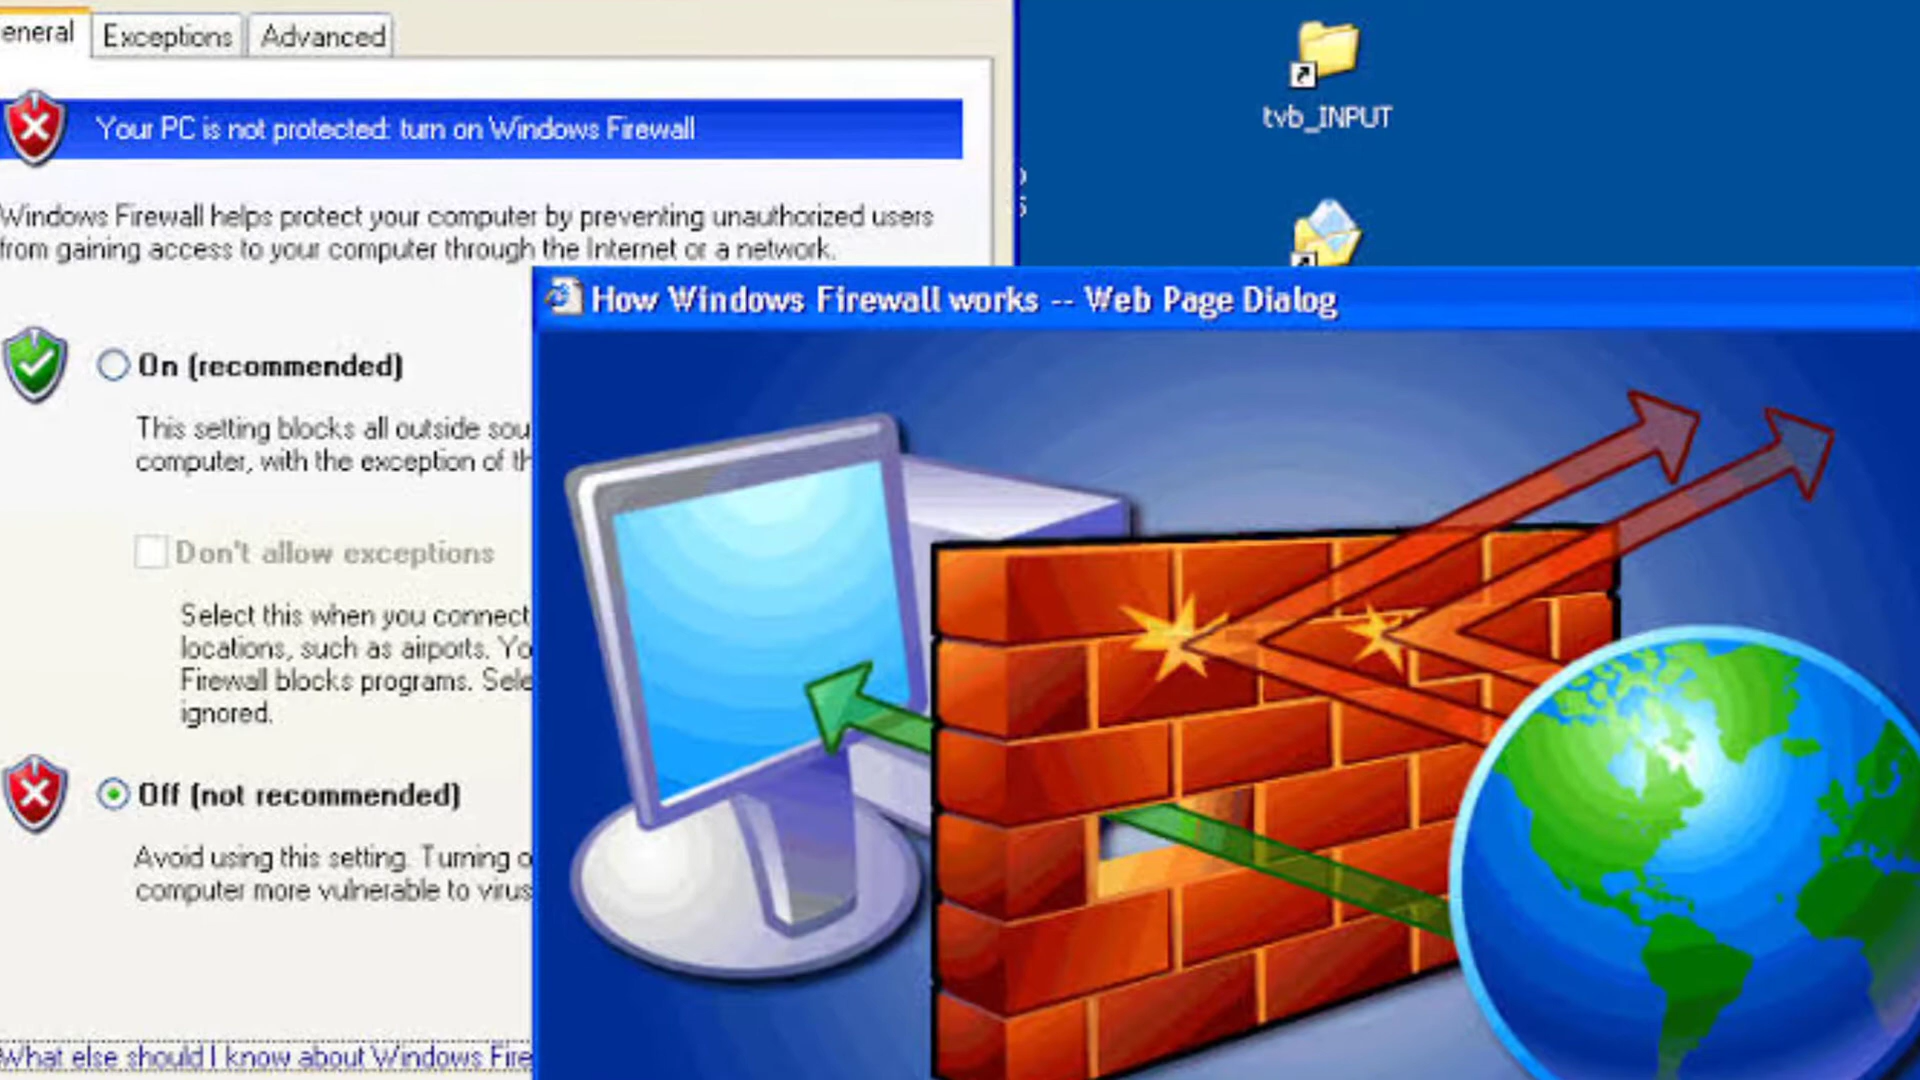 eneral
Exceptions
Advanced
Your PC is not protected: turn on Windows Firewall
Windows Firewall helps protect your computer by preventing unauthorized users
from gaining access to your computer through the Internet or a network.
tvb_INPUT
How Windows Firewall works -- Web Page Dialog
On (recommended)
This setting blocks all outside sou
computer, with the exception of th
Don't allow exceptions
Select this when you connect
locations, such as airports. Yo
Firewall blocks programs. Sele
ignored.
Off (not recommended)
Avoid using this setting. Turning o
computer more vulnerable to virus
What else should I know about Windows Fire